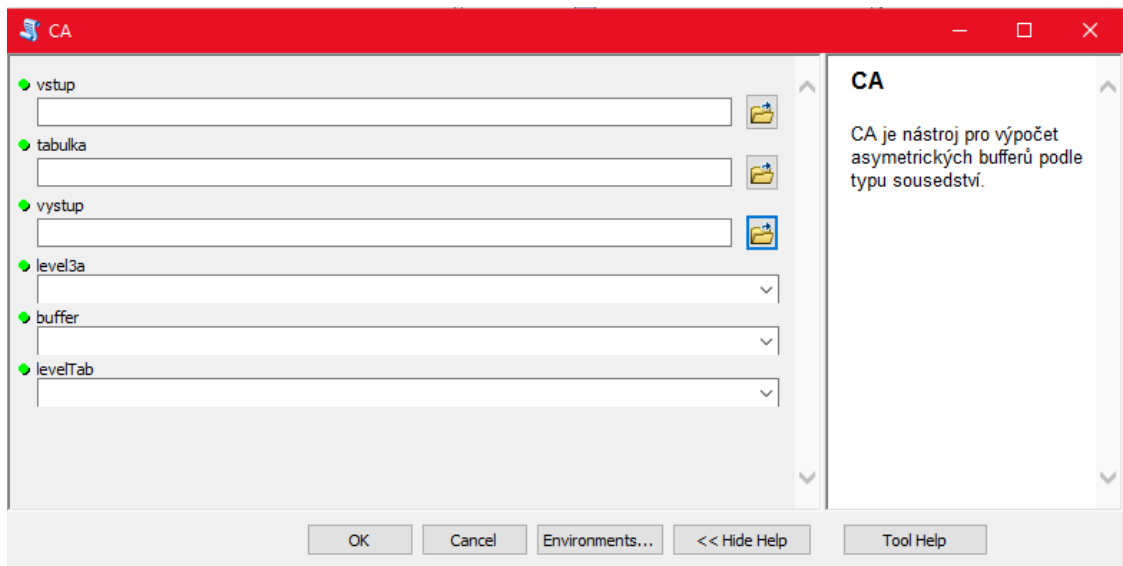 CA
vstup
tabulka
vystup
level3a
buffer
levelTab
CA
CA je nástroj pro výpočet
asymetrických bufferů podle
typu sousedství.
OK
Cancel
Environments...
<< Hide Help
Tool Help